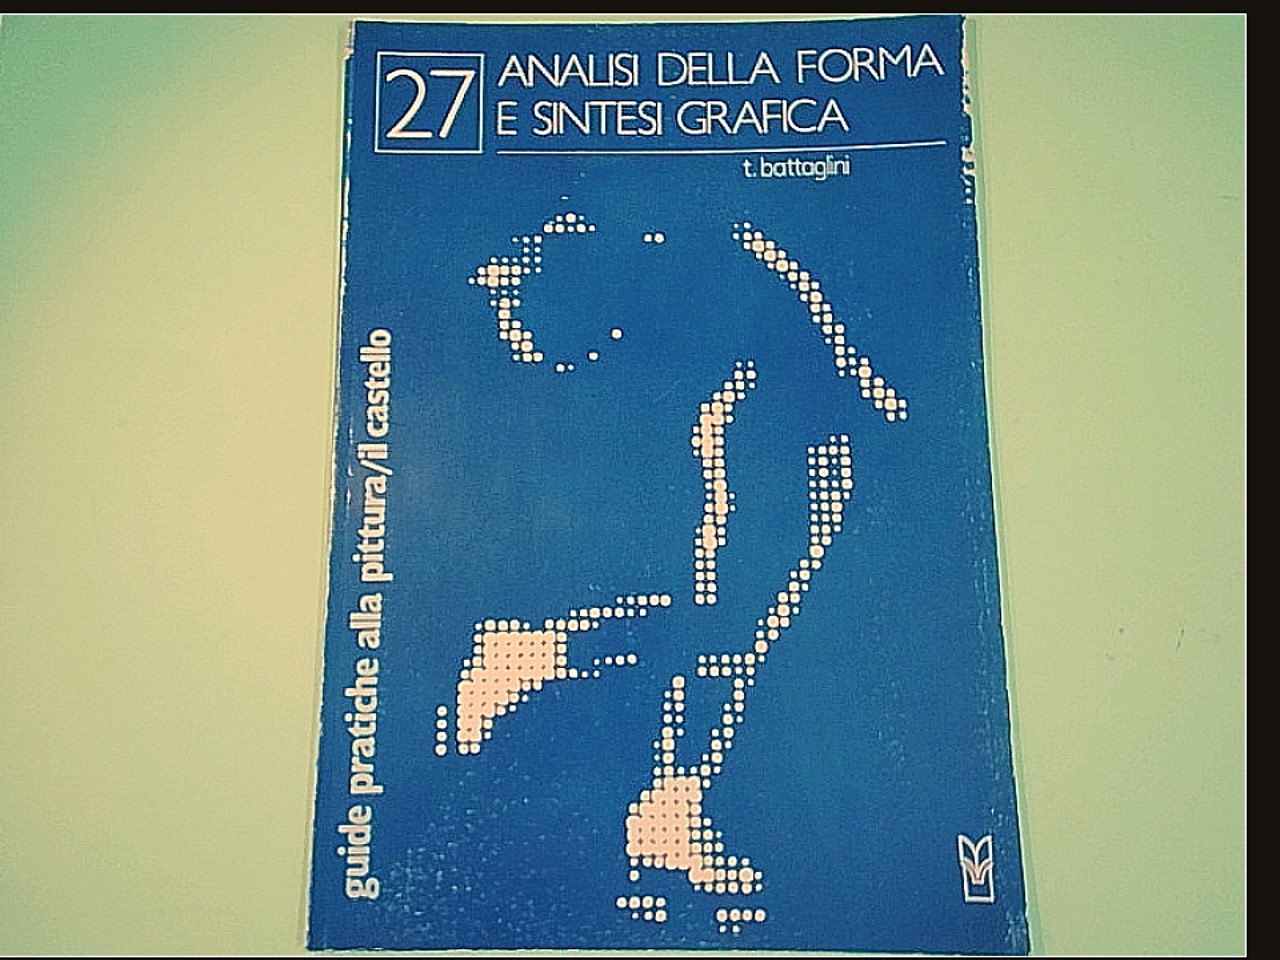 27
ANALISI DELLA FORMA
E SINTESI GRAFICA
t. battaglini
guide pratiche alla pittura/il castello